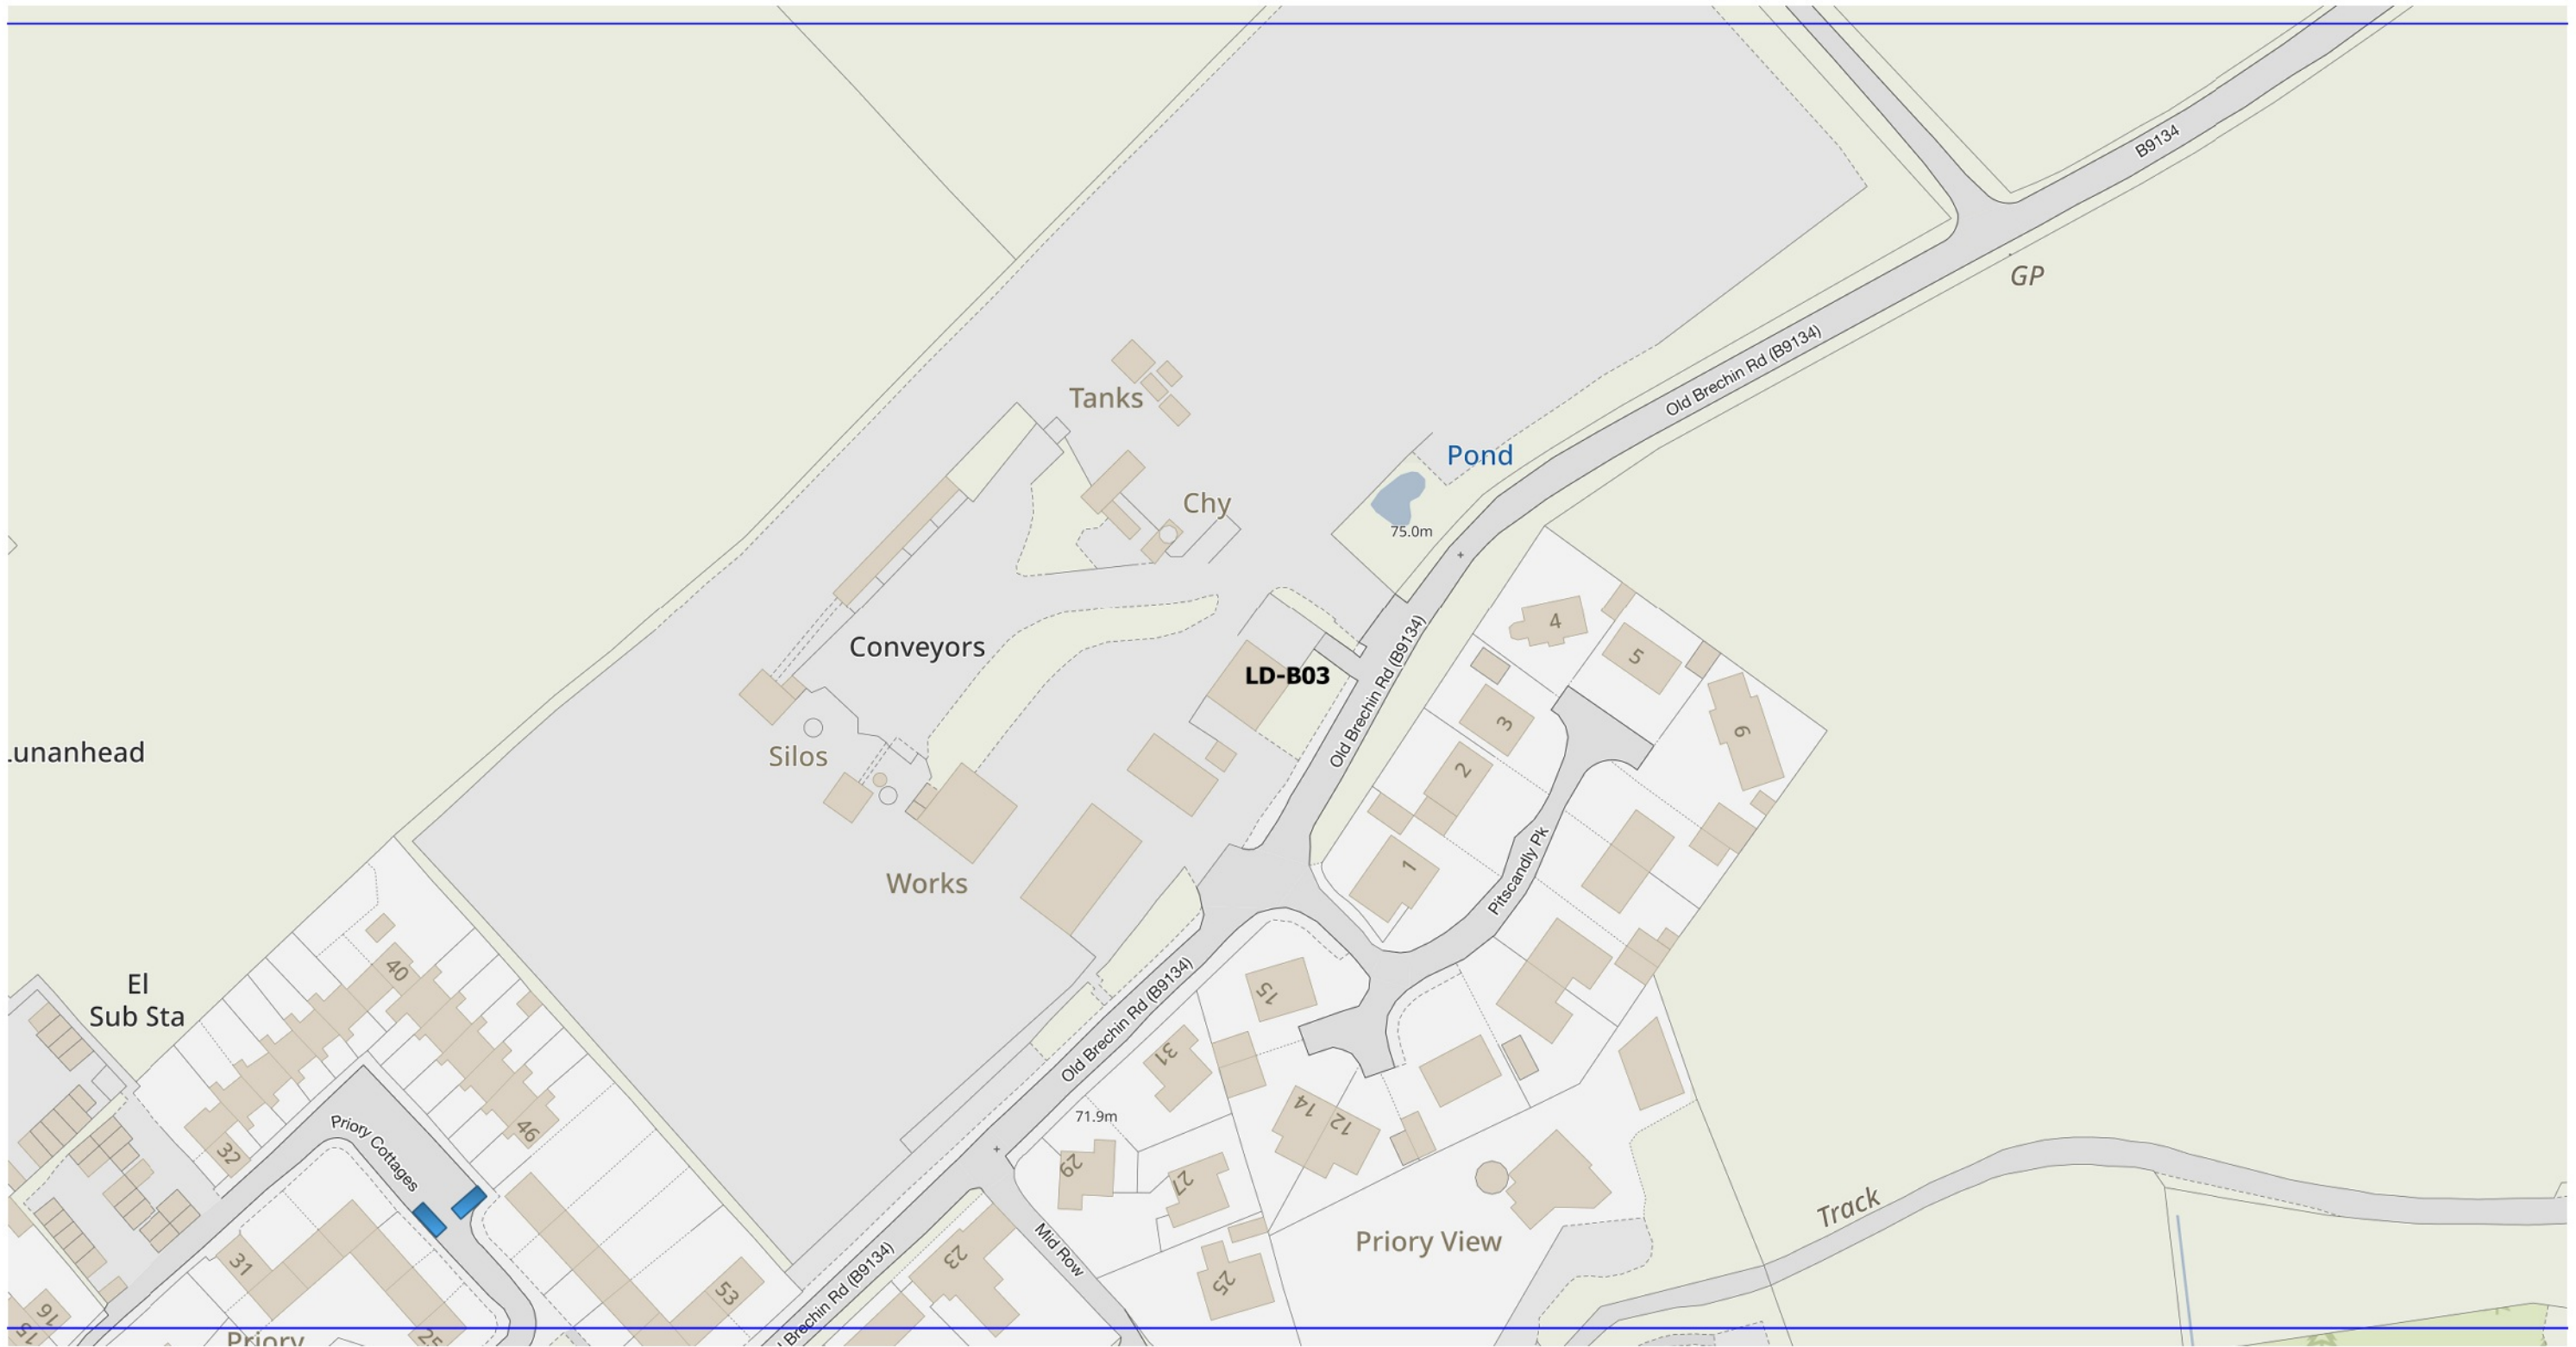 B9134
GP
Old Brechin Rd (B9134)
Tanks
Pond
Chy
75.0m
4
Conveyors
5
LD-B03
Old Brechin Rd (B9134)
3
6
.unanhead
Silos
2
Works
1
Pitscandly Pk
40
El
Sub Sta
15
Old Brechin Rd (B9134)
31
71.9m
14
12
46
Priory Cottages
32
29
27
Track
Priory View
Mid Row
23
31
25
53
16
15
Brechin Rd (B9134)
Priory
25